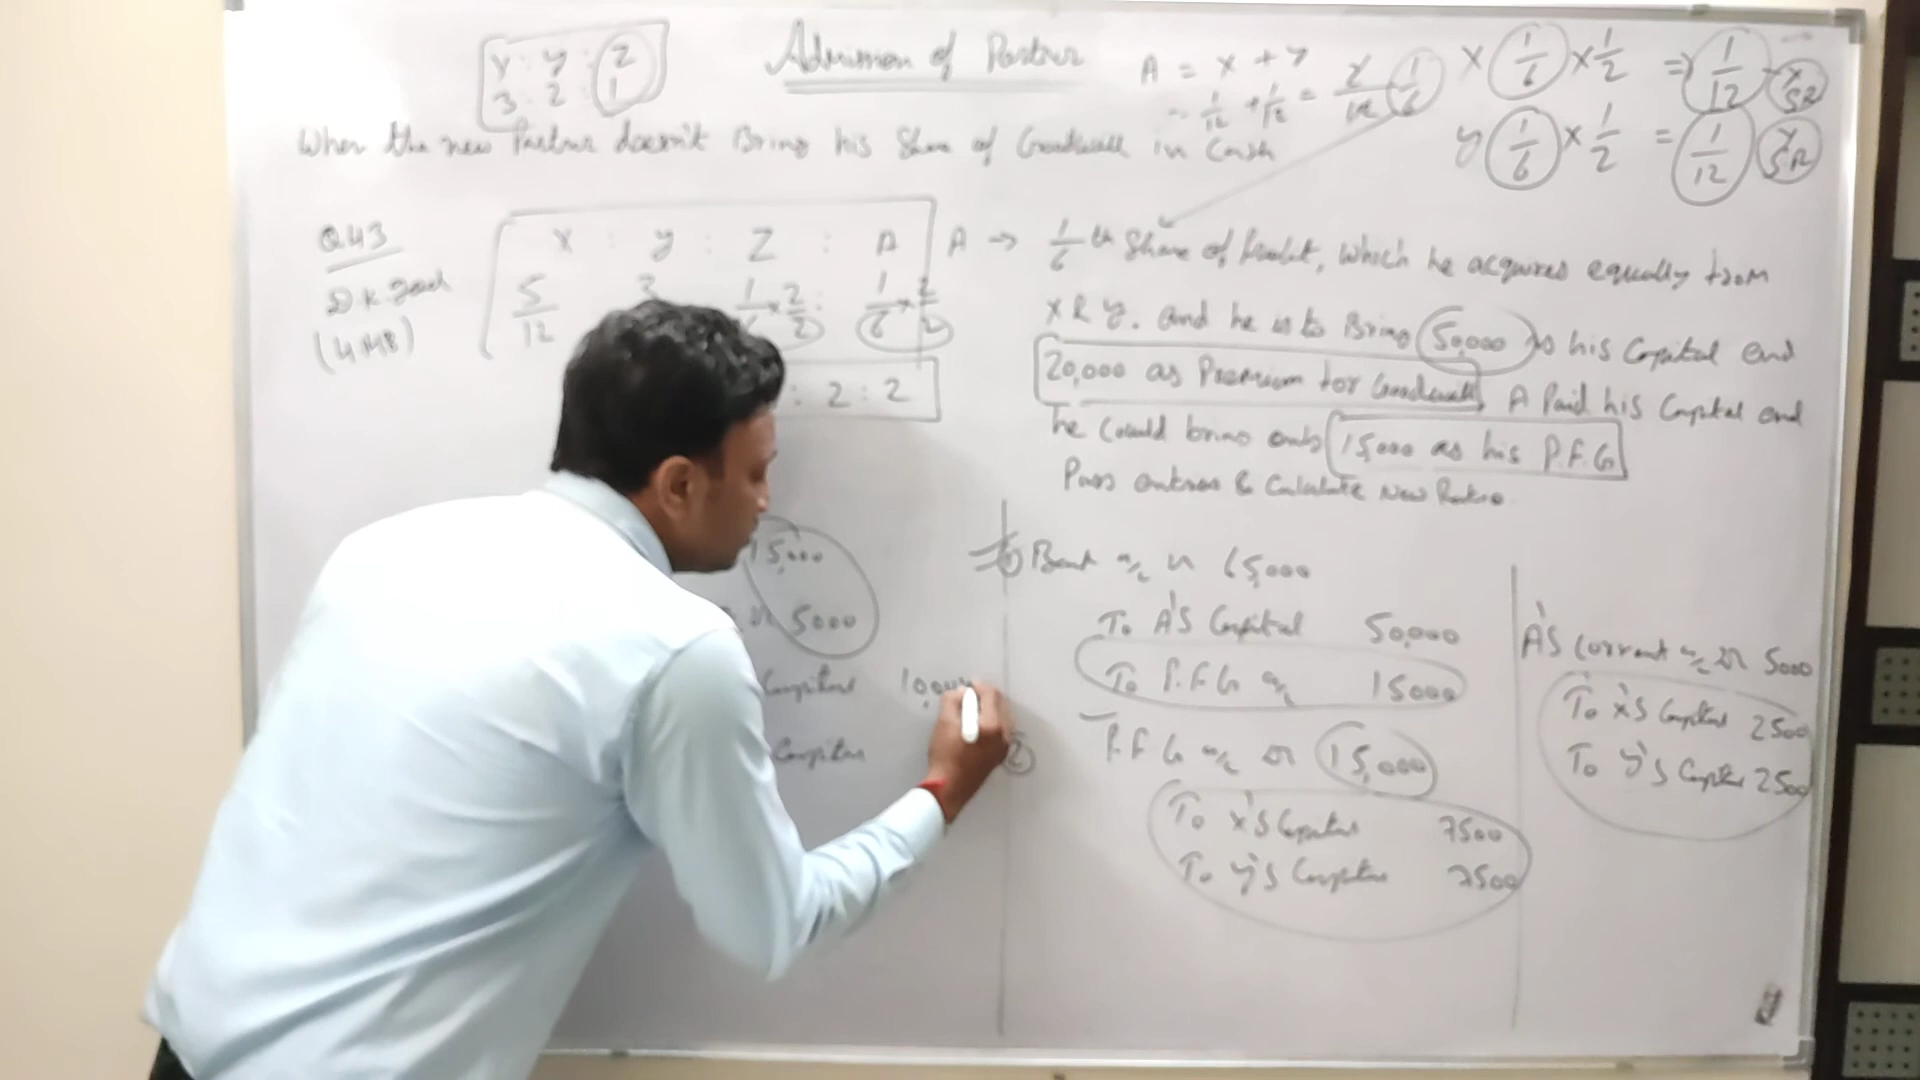 X : Y : Z
3 : 2 : 1
Admission of Partner
A = X + Y
= 1/12 + 1/12 = 2/12 1/6
X 1/6 × 1/2 => 1/12 - X SR
Y 1/6 × 1/2 = 1/12 SR
When the new Partner doesn't Bring his Share of Goodwill in Cash
Q43
D K Goel
(4 MB)
X : Y : Z : A
5/12 3 1/6 × 2/2 : 1/6 × 2/2
: 2 : 2
A → 1/6 th Share of Profit, which he acquires equally from
X & Y. and he is to Bring 50,000 as his Capital and
20,000 as Premium for Goodwill. A Paid his Capital and
he could bring only 15,000 as his P.F.G
Pass entries & Calculate New Ratio
15,000
Dr 5000
Capital 10,000
Capital
① Bank a/c Dr 65,000
To A'S Capital 50,000
To P.F.G a/c 15000
② P.F.G a/c Dr 15,000
To X'S Capital 7500
To Y'S Capital 7500
A'S Current a/c Dr 5000
To X'S Capital 2500
To Y'S Capital 2500